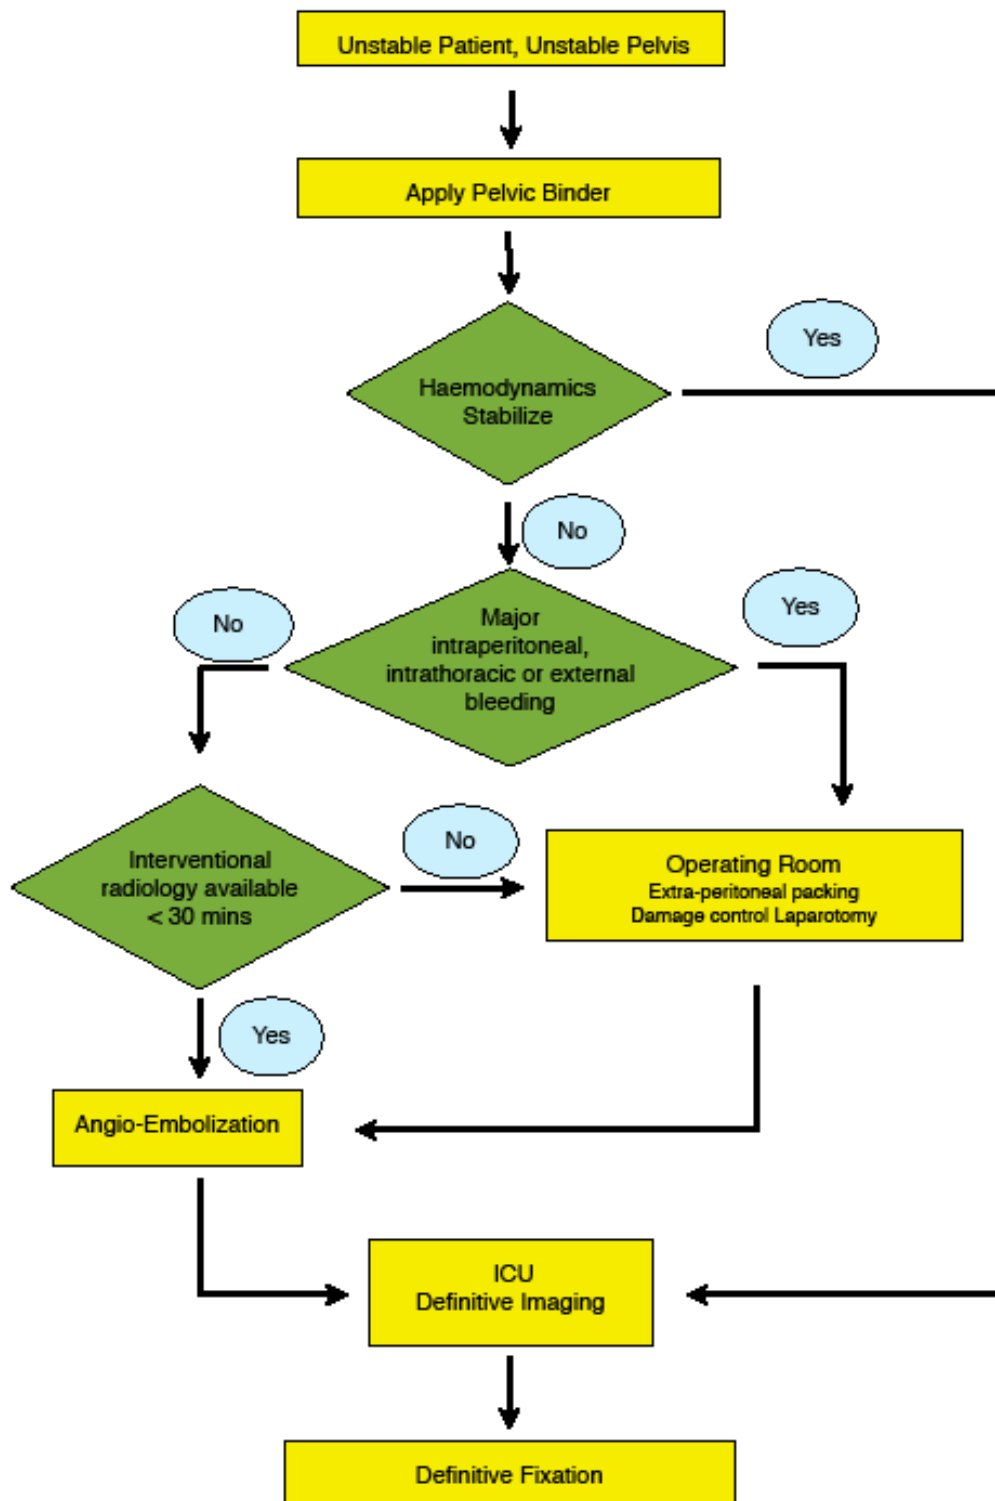 Unstable Patient, Unstable Pelvis
Apply Pelvic Binder
Haemodynamics
Stabilize
Yes
No
Major
intraperitoneal,
intrathoracic or external
bleeding
No
Yes
Interventional
radiology available
< 30 mins
No
Operating Room
Extra-peritoneal packing
Damage control Laparotomy
Yes
Angio-Embolization
ICU
Definitive Imaging
Definitive Fixation